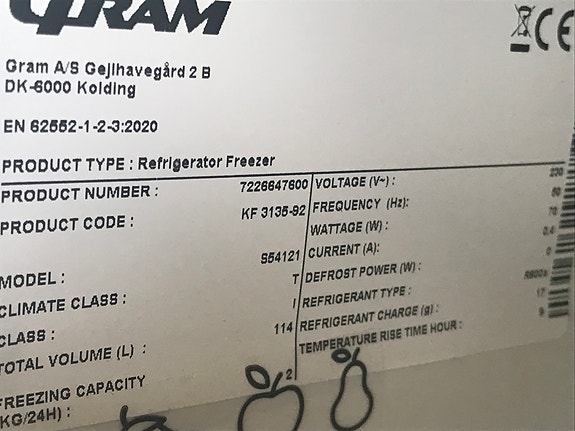 GRAM
Gram A/S Gejlhavegård 2 B
DK-6000 Kolding
EN 62552-1-2-3:2020
PRODUCT TYPE : Refrigerator Freezer
PRODUCT NUMBER : 7226647600
PRODUCT CODE : KF 3135-92
MODEL : S54121
CLIMATE CLASS : T
CLASS : I
TOTAL VOLUME (L) : 114
FREEZING CAPACITY
KG/24H) : 2
VOLTAGE (V~) : 230
FREQUENCY (Hz): 50
WATTAGE (W) : 70
CURRENT (A): 0,4
DEFROST POWER (W) : 0
REFRIGERANT TYPE : R600a
REFRIGERANT CHARGE (g) : 17
TEMPERATURE RISE TIME HOUR : 9
CE